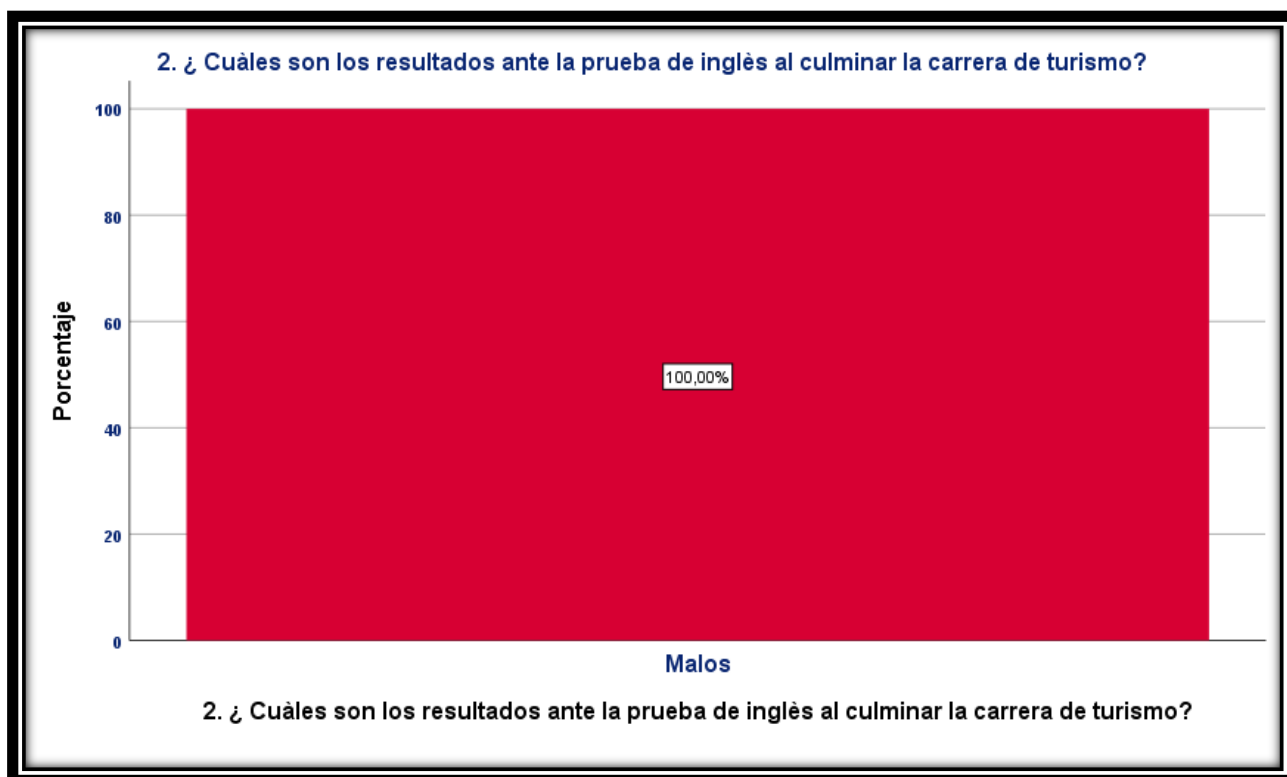 2. ¿ Cuàles son los resultados ante la prueba de inglès al culminar la carrera de turismo?
100
80
60
40
20
0
Porcentaje
100,00%
Malos
2. ¿ Cuàles son los resultados ante la prueba de inglès al culminar la carrera de turismo?